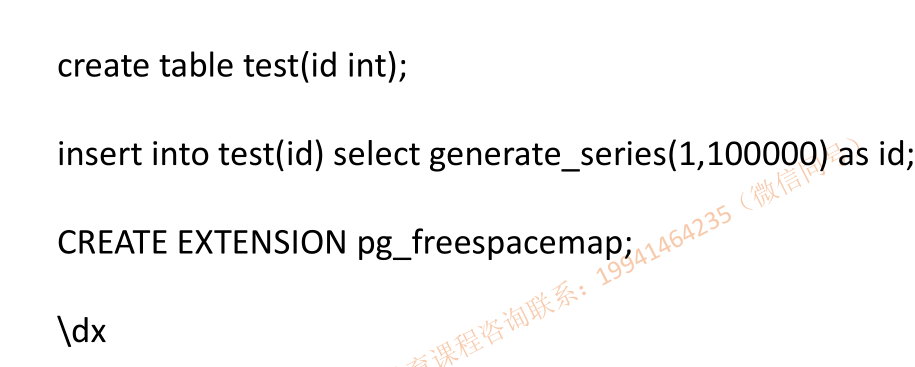 create table test(id int);
insert into test(id) select generate_series(1,100000) as id;
CREATE EXTENSION pg_freespacemap;
\dx
育课程咨询联系：19941464235（微信同号）